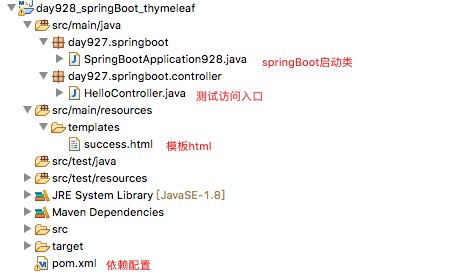 day928_springBoot_thymeleaf
src/main/java
day927.springboot
SpringBootApplication928.java springBoot启动类
day927.springboot.controller
HelloController.java 测试访问入口
src/main/resources
templates
success.html 模板html
src/test/java
src/test/resources
JRE System Library [JavaSE-1.8]
Maven Dependencies
src
target
pom.xml 依赖配置